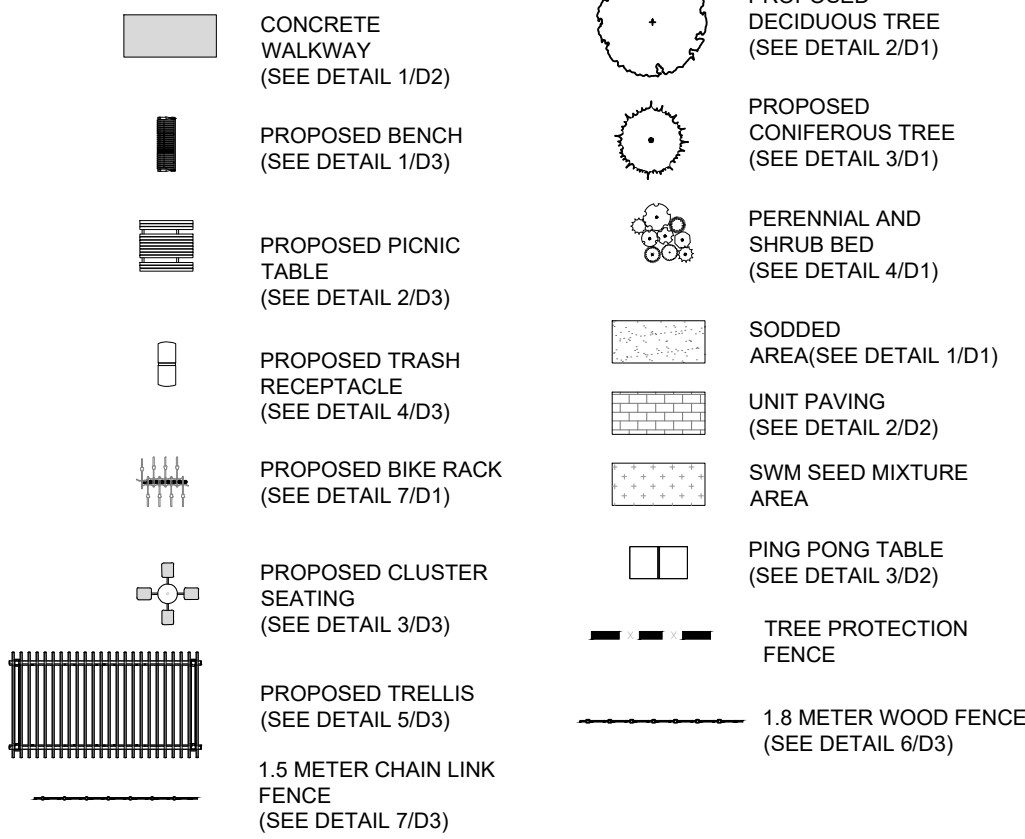 CONCRETE
WALKWAY
(SEE DETAIL 1/D2)
PROPOSED BENCH
(SEE DETAIL 1/D3)
PROPOSED PICNIC
TABLE
(SEE DETAIL 2/D3)
PROPOSED TRASH
RECEPTACLE
(SEE DETAIL 4/D3)
PROPOSED BIKE RACK
(SEE DETAIL 7/D1)
PROPOSED CLUSTER
SEATING
(SEE DETAIL 3/D3)
PROPOSED TRELLIS
(SEE DETAIL 5/D3)
1.5 METER CHAIN LINK
FENCE
(SEE DETAIL 7/D3)
PROPOSED
DECIDUOUS TREE
(SEE DETAIL 2/D1)
PROPOSED
CONIFEROUS TREE
(SEE DETAIL 3/D1)
PERENNIAL AND
SHRUB BED
(SEE DETAIL 4/D1)
SODDED
AREA(SEE DETAIL 1/D1)
UNIT PAVING
(SEE DETAIL 2/D2)
SWM SEED MIXTURE
AREA
PING PONG TABLE
(SEE DETAIL 3/D2)
TREE PROTECTION
FENCE
1.8 METER WOOD FENCE
(SEE DETAIL 6/D3)